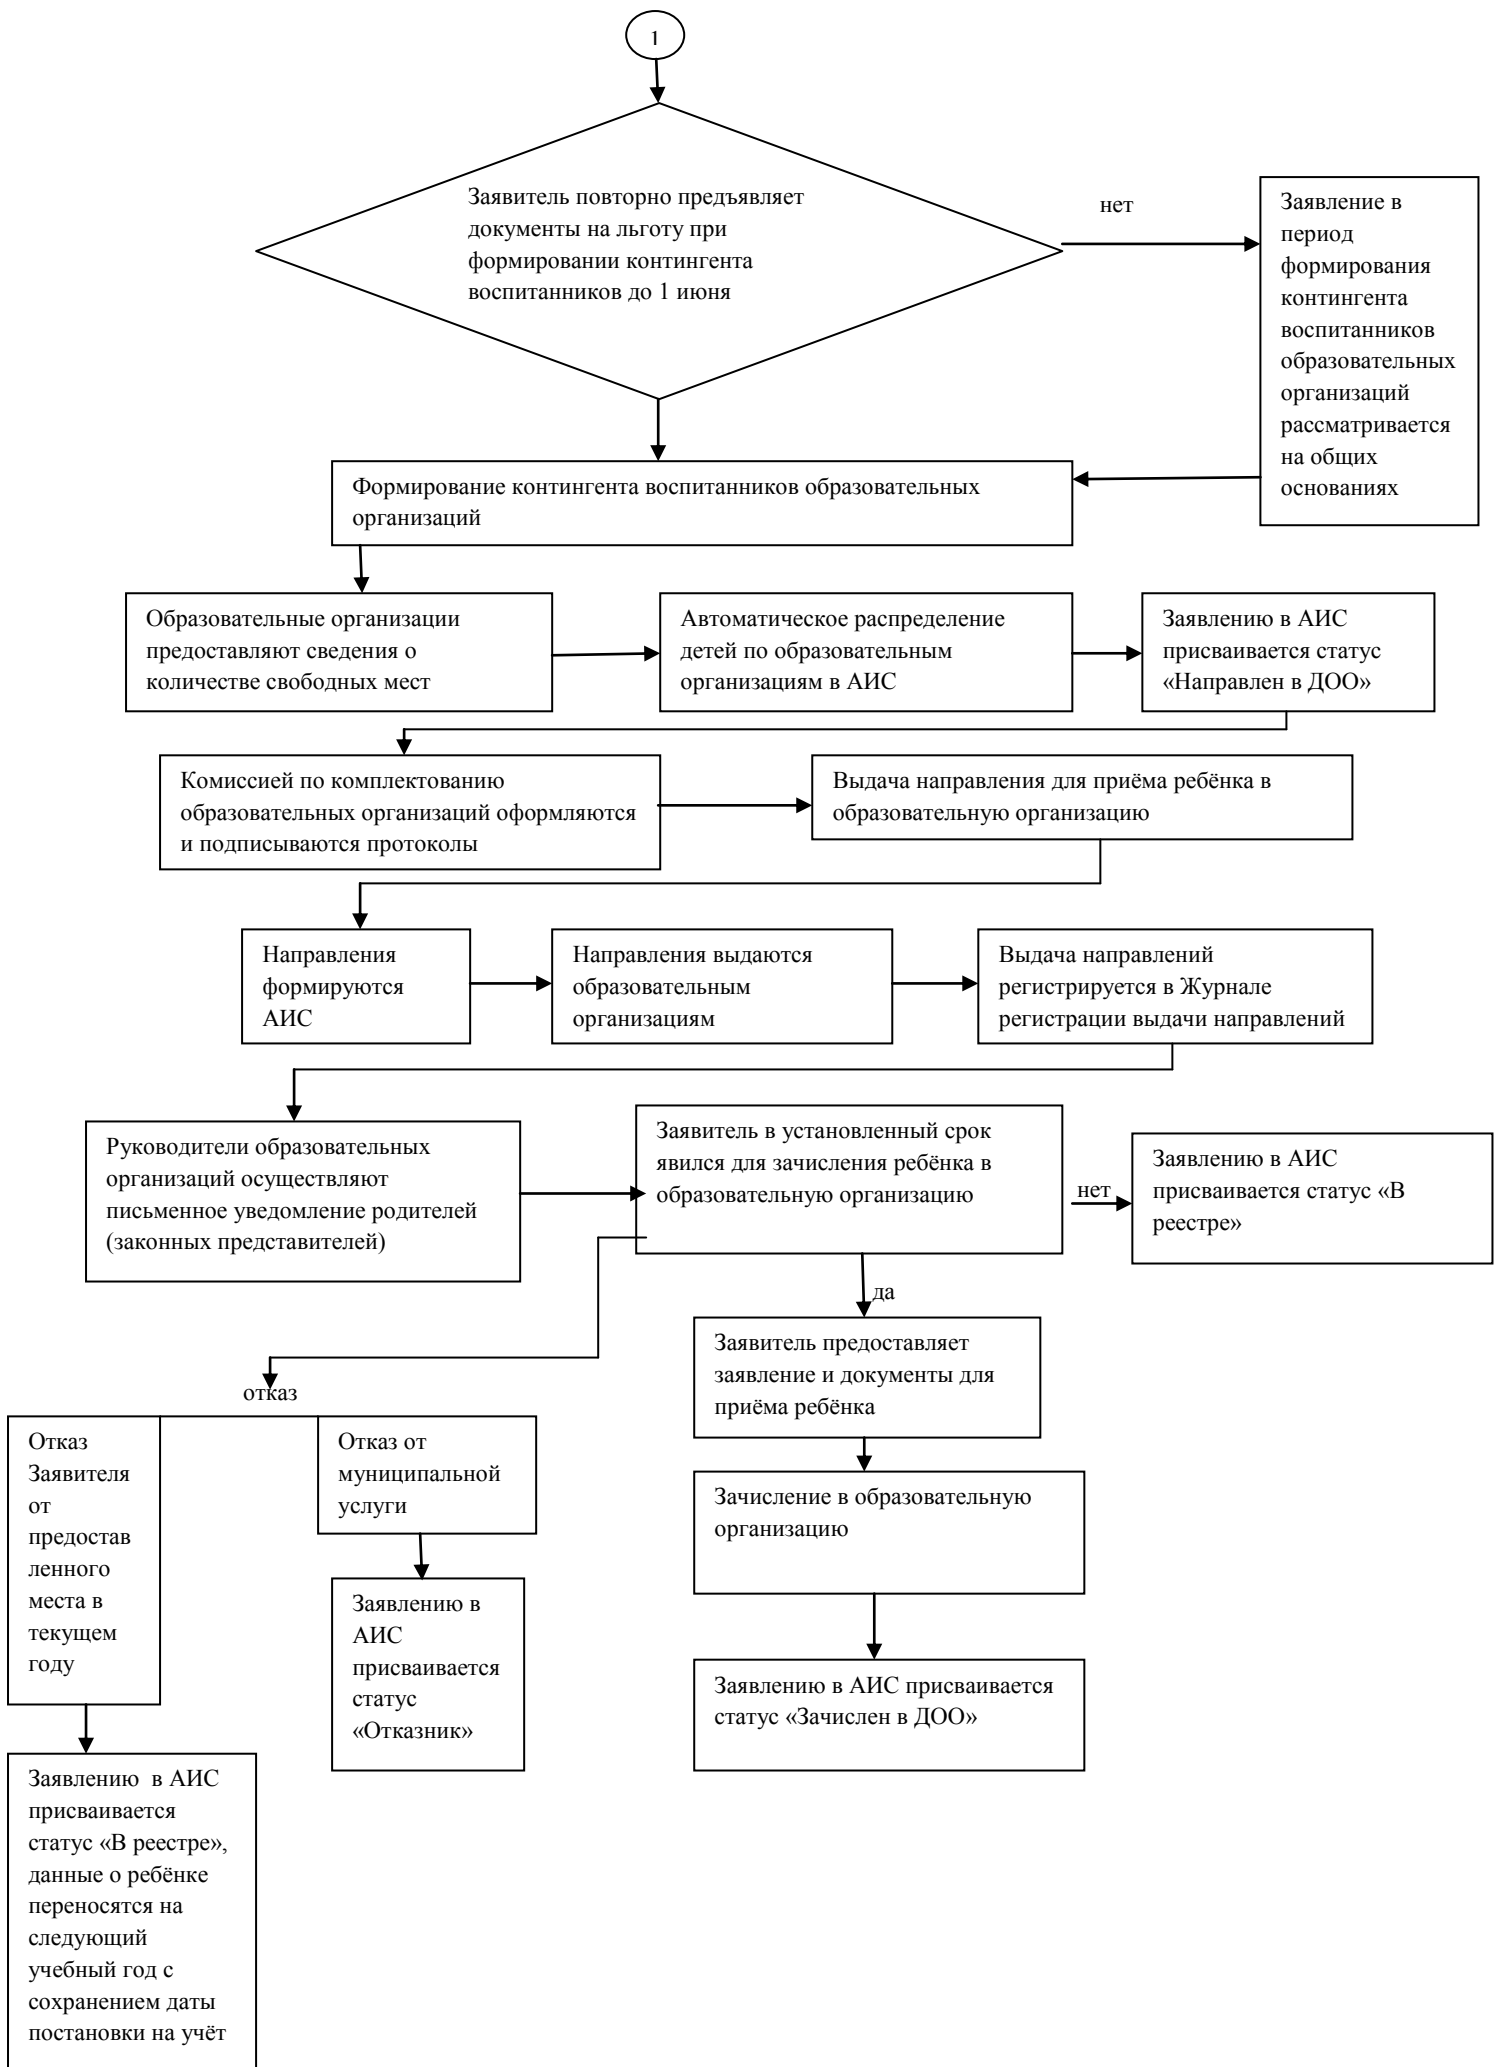 1
Заявитель повторно предъявляет
документы на льготу при
формировании контингента
воспитанников до 1 июня
нет
Заявление в
период
формирования
контингента
воспитанников
образовательных
организаций
рассматривается
на общих
основаниях
Формирование контингента воспитанников образовательных
организаций
Образовательные организации
предоставляют сведения о
количестве свободных мест
Автоматическое распределение
детей по образовательным
организациям в АИС
Заявлению в АИС
присваивается статус
«Направлен в ДОО»
Комиссией по комплектованию
образовательных организаций оформляются
и подписываются протоколы
Выдача направления для приёма ребёнка в
образовательную организацию
Направления
формируются
АИС
Направления выдаются
образовательным
организациям
Выдача направлений
регистрируется в Журнале
регистрации выдачи направлений
Руководители образовательных
организаций осуществляют
письменное уведомление родителей
(законных представителей)
Заявитель в установленный срок
явился для зачисления ребёнка в
образовательную организацию
нет
Заявлению в АИС
присваивается статус «В
реестре»
да
Заявитель предоставляет
заявление и документы для
приёма ребёнка
отказ
Отказ
Заявителя
от
предостав
ленного
места в
текущем
году
Отказ от
муниципальной
услуги
Зачисление в образовательную
организацию
Заявлению в
АИС
присваивается
статус
«Отказник»
Заявлению в АИС присваивается
статус «Зачислен в ДОО»
Заявлению  в АИС
присваивается
статус «В реестре»,
данные о ребёнке
переносятся на
следующий
учебный год с
сохранением даты
постановки на учёт